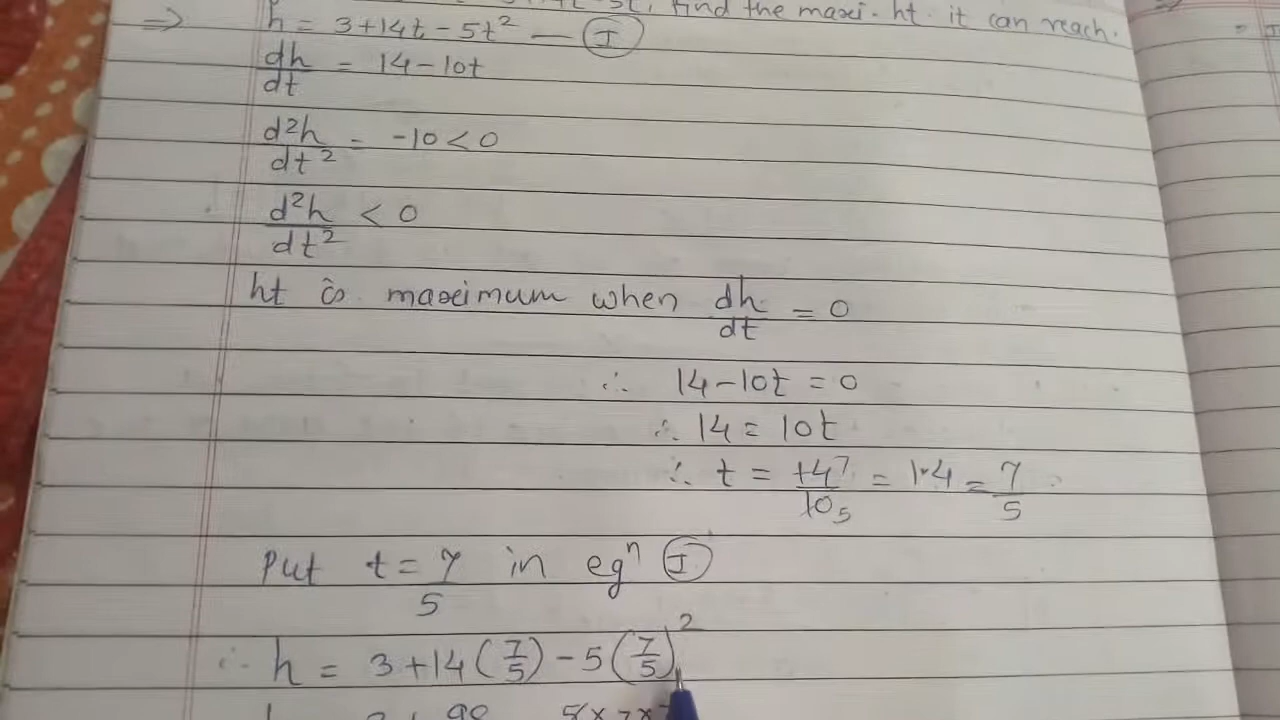 find the maxi. ht. it can reach.
⇒ h = 3+14t - 5t² — (I)
dh/dt = 14-10t
d²h/dt² = -10<0
d²h/dt² < 0
ht is maximum when dh/dt = 0
∴ 14-10t = 0
∴ 14 = 10t
∴ t = 14 7/10 5 = 1.4 = 7/5
Put t = 7/5 in eqⁿ (I)
∴ h = 3+14(7/5) - 5(7/5)²